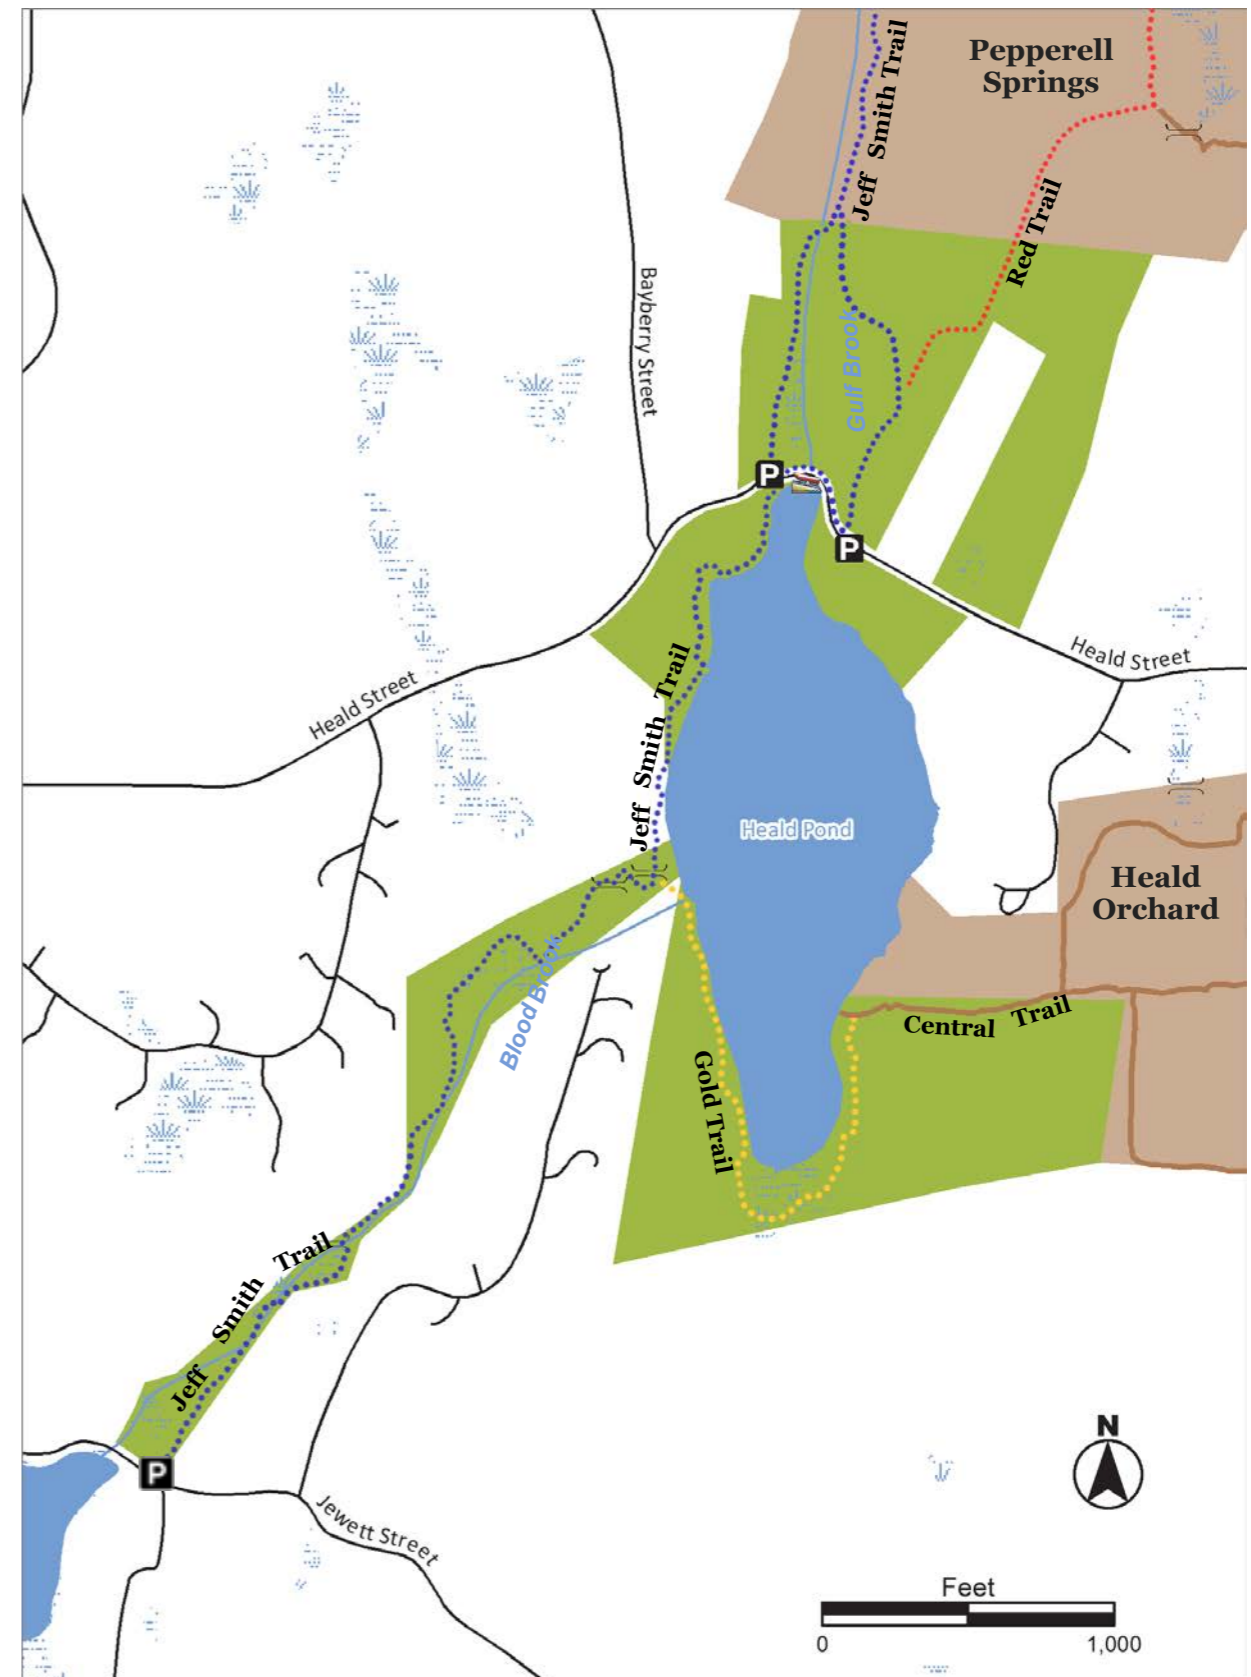 Pepperell
Springs
Jeff Smith Trail
Red Trail
Bayberry Street
Gulf Brook
P
P
Heald Street
Heald Street
Jeff Smith Trail
Heald Pond
Heald
Orchard
Blood Brook
Central Trail
Gold Trail
Jeff Smith Trail
P
Jewett Street
N
Feet
0 1,000